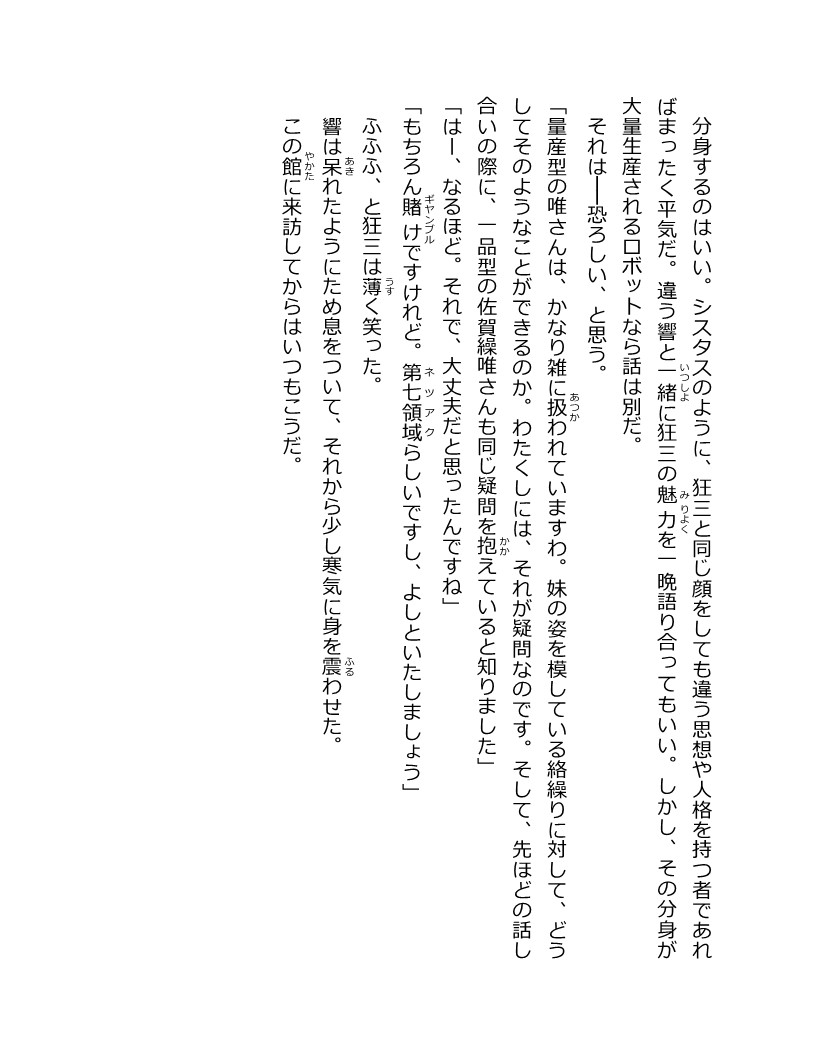 分身するのはいい。シスタスのように、狂三と同じ顔をしても違う思想や人格を持つ者であれ
ばまったく平気だ。違う響と一緒に狂三の魅力を一晩語り合ってもいい。しかし、その分身が
大量生産されるロボットなら話は別だ。
それは──恐ろしい、と思う。
「量産型の唯さんは、かなり雑に扱われていますわ。妹の姿を模している絡繰りに対して、どう
してそのようなことができるのか。わたくしには、それが疑問なのです。そして、先ほどの話し
合いの際に、一品型の佐賀繰唯さんも同じ疑問を抱えていると知りました」
「はー、なるほど。それで、大丈夫だと思ったんですね」
「もちろん賭けですけれど。第七領域らしいですし、よしといたしましょう」
ふふふ、と狂三は薄く笑った。
響は呆れたようにため息をついて、それから少し寒気に身を震わせた。
この館に来訪してからはいつもこうだ。